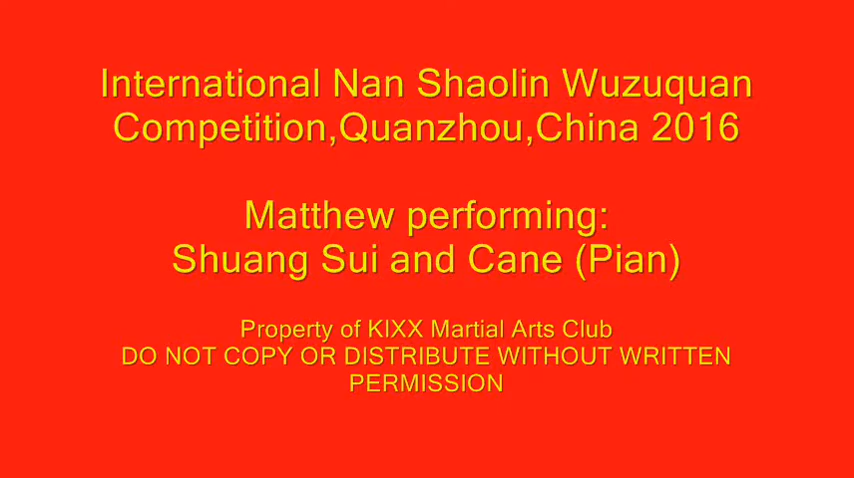 International Nan Shaolin Wuzuquan
Competition,Quanzhou,China 2016
Matthew performing:
Shuang Sui and Cane (Pian)
Property of KIXX Martial Arts Club
DO NOT COPY OR DISTRIBUTE WITHOUT WRITTEN
PERMISSION